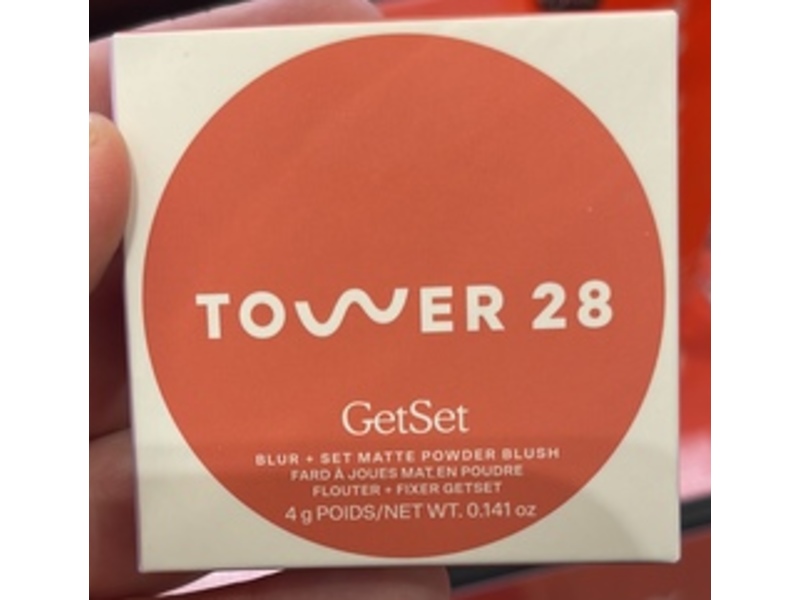 TOWER 28
GetSet
BLUR + SET MATTE POWDER BLUSH
FARD À JOUES MAT EN POUDRE
FLOUTER + FIXER GETSET
4 g POIDS/NET WT. 0.141 oz